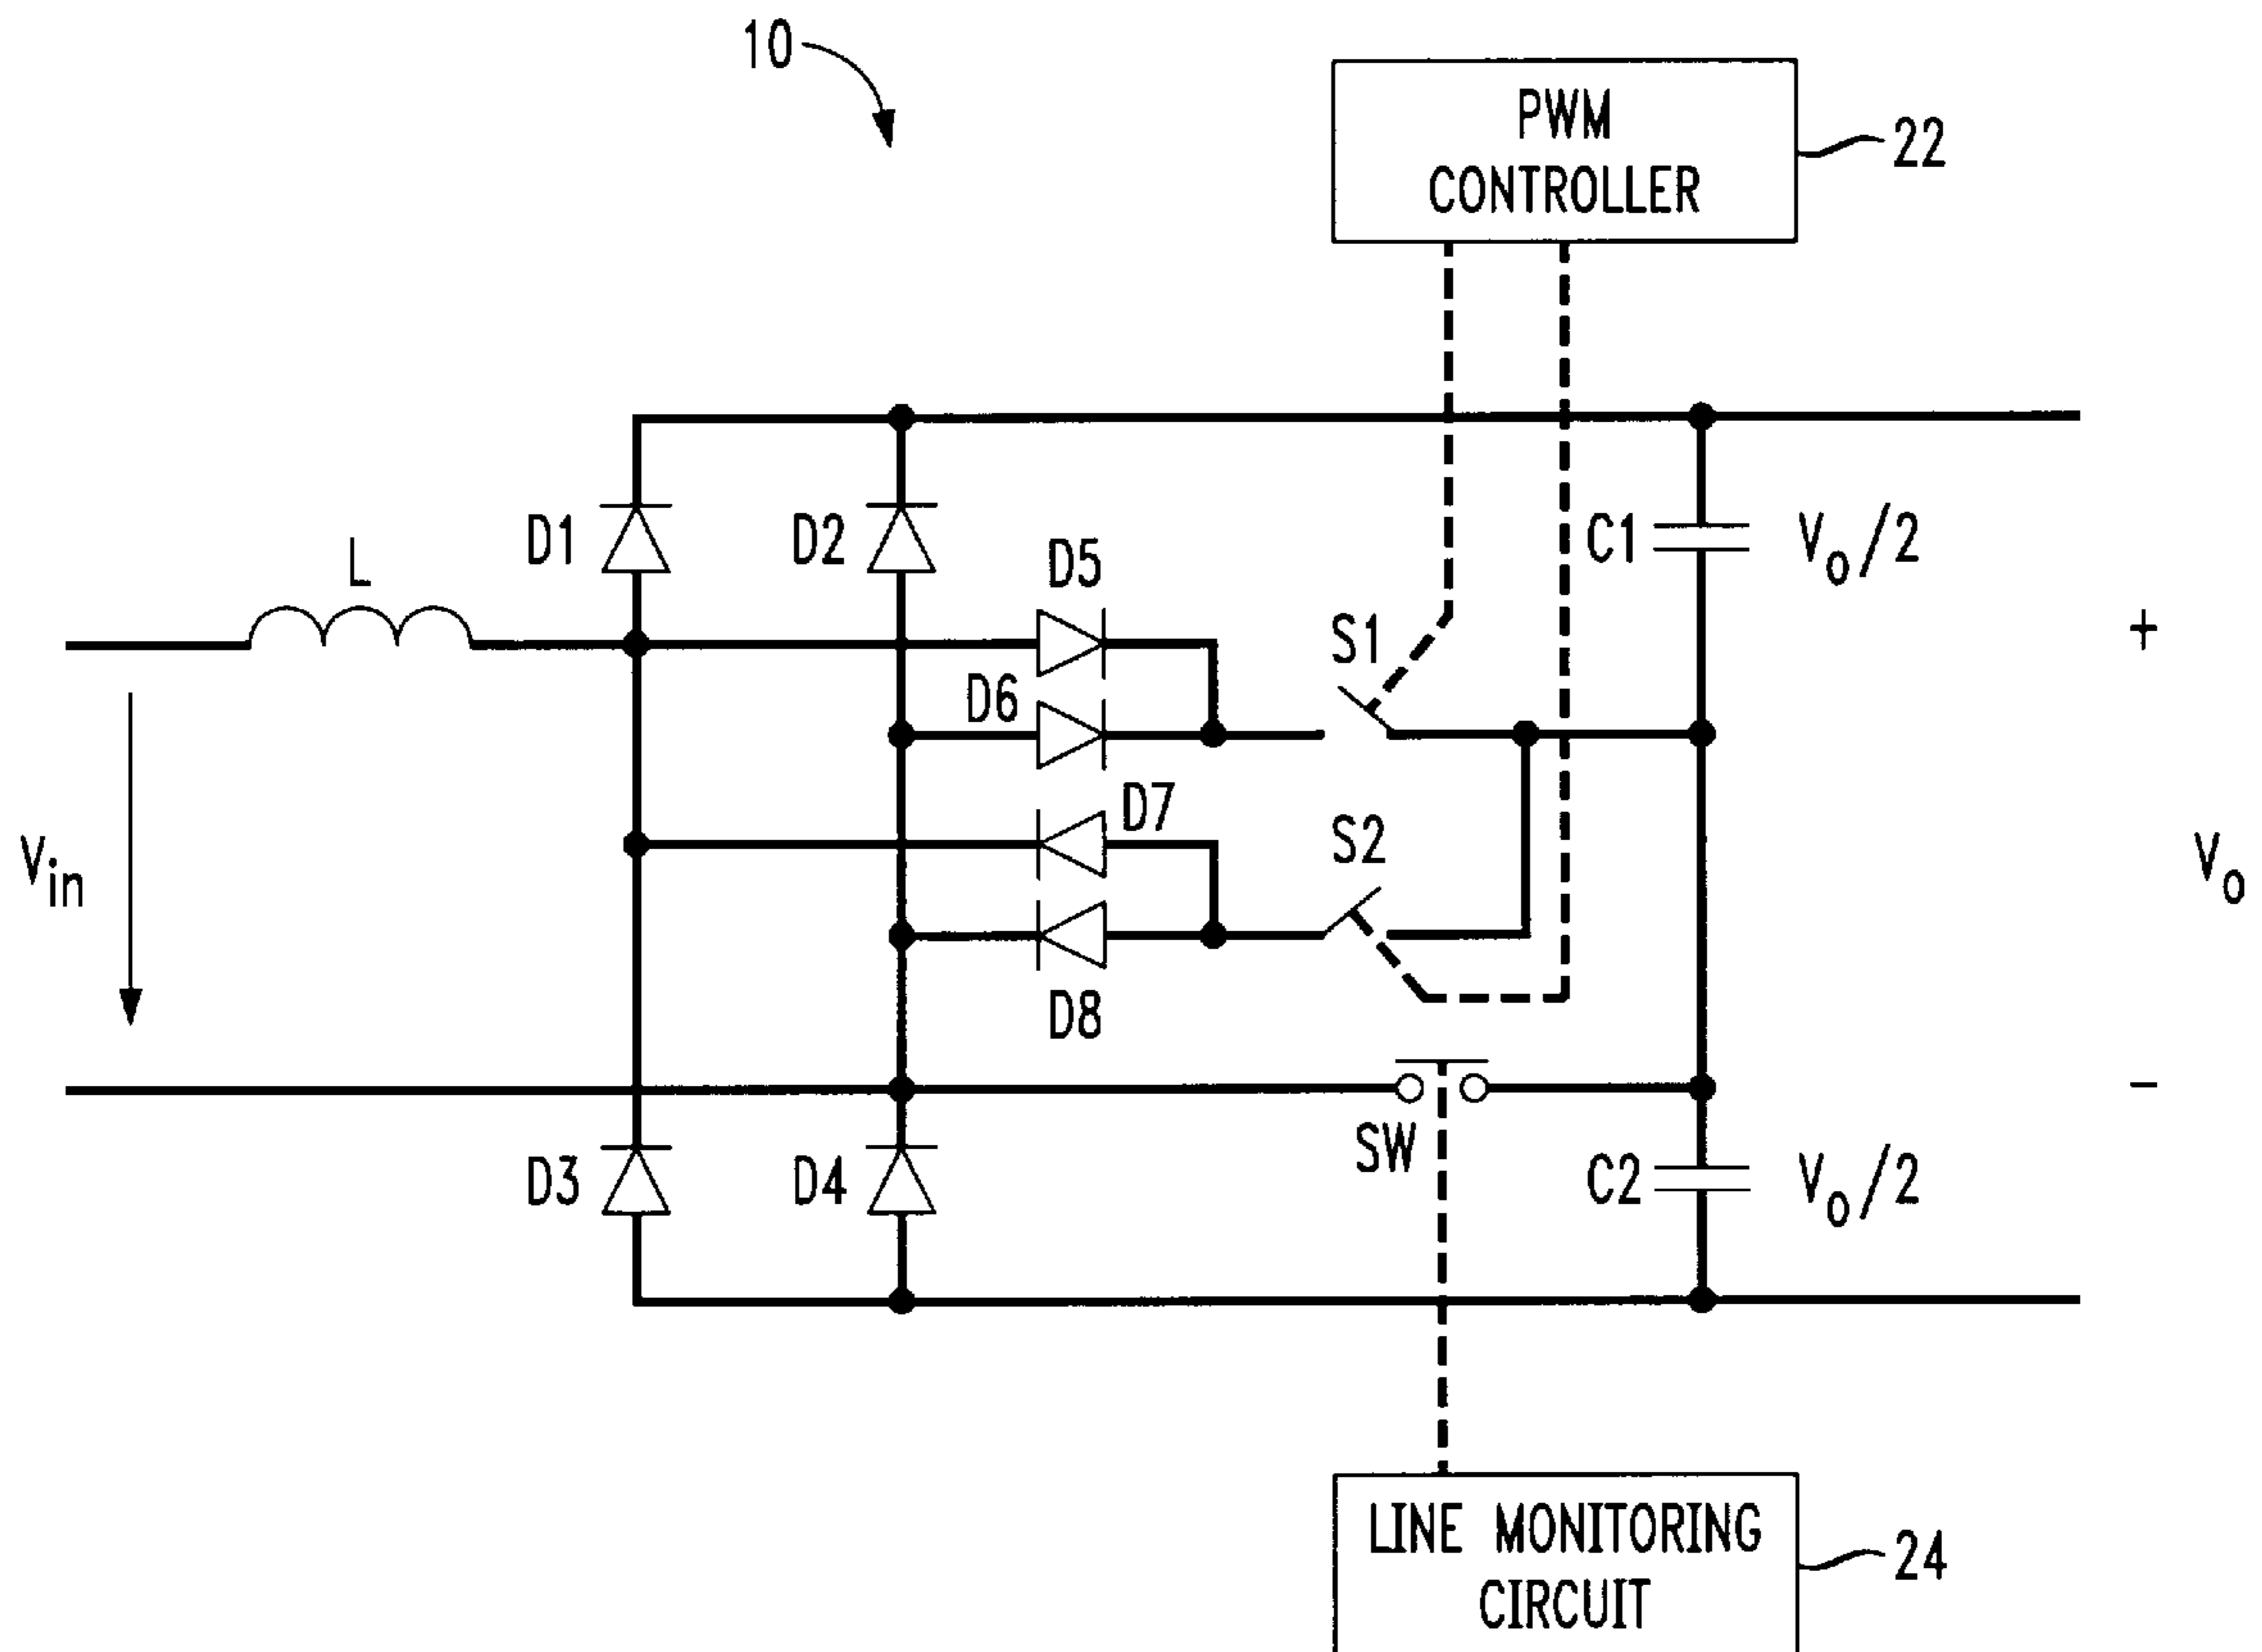 10
PWM
CONTROLLER
22
D1
D2
D5
C1
Vo/2
L
S1
+
D6
D7
S2
Vin
Vo
D8
-
SW
D3
D4
C2
Vo/2
LINE MONITORING
CIRCUIT
24